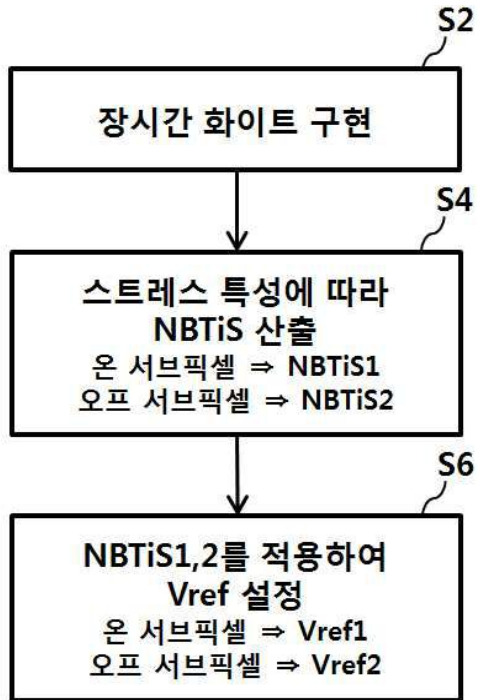 S2
장시간 화이트 구현
S4
스트레스 특성에 따라
NBTiS 산출
온 서브픽셀 ⇒ NBTiS1
오프 서브픽셀 ⇒ NBTiS2
S6
NBTiS1,2를 적용하여
Vref 설정
온 서브픽셀 ⇒ Vref1
오프 서브픽셀 ⇒ Vref2